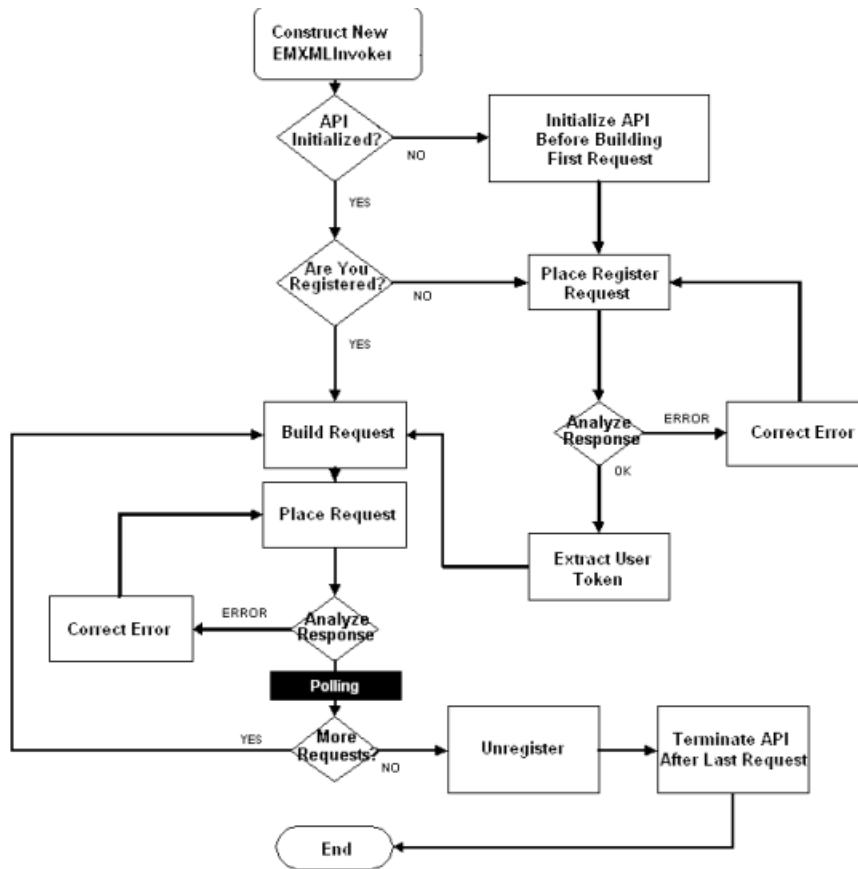 Construct New
EMXMLInvoker
API
Initialized?
NO
YES
Initialize API
Before Building
First Request
Are You
Registered?
NO
YES
Place Register
Request
Analyze
Response
ERROR
OK
Correct Error
Build Request
Place Request
Extract User
Token
Analyze
Response
ERROR
Correct Error
Polling
More
Requests?
YES
NO
Unregister
Terminate API
After Last Request
End